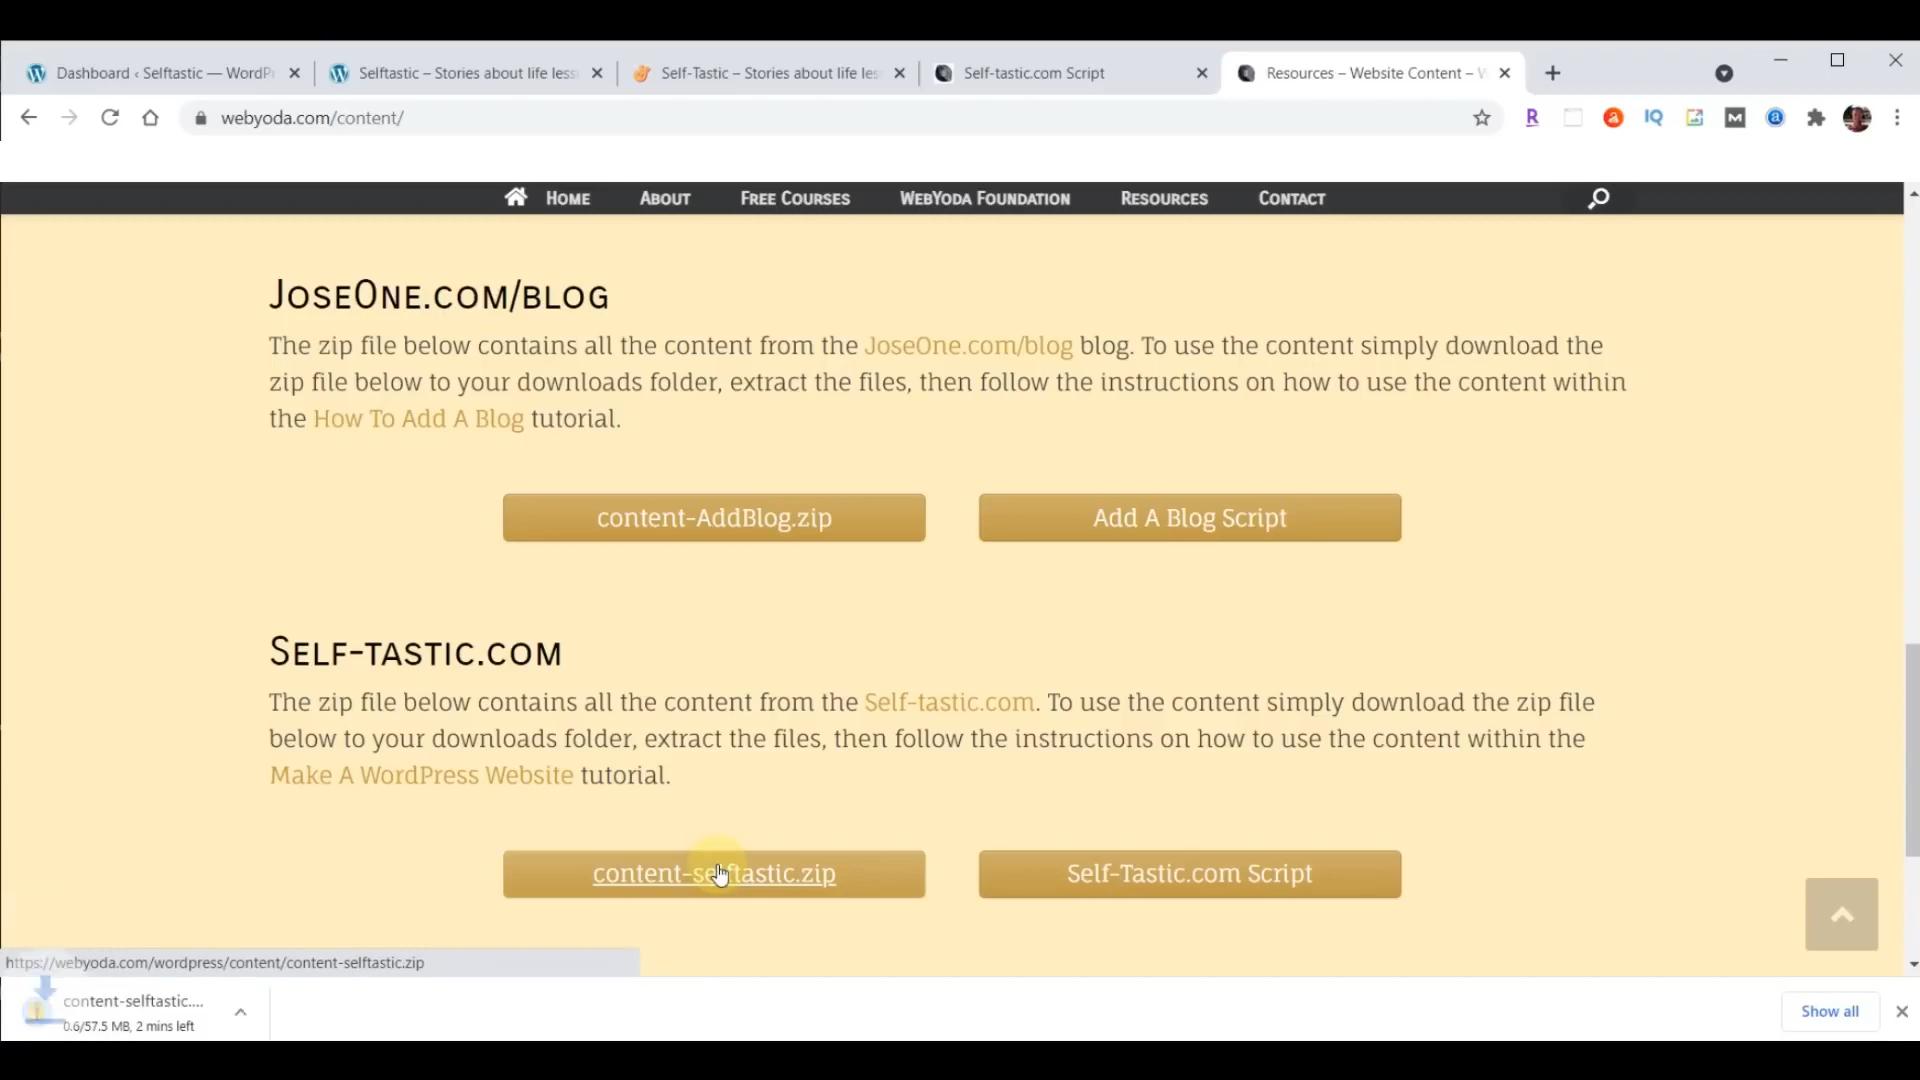 Dashboard ‹ Selftastic — WordPr
Selftastic – Stories about life less
Self-Tastic – Stories about life les
Self-tastic.com Script
Resources – Website Content – W
webyoda.com/content/
Home
About
Free Courses
WebYoda Foundation
Resources
Contact
JoseOne.com/blog
The zip file below contains all the content from the JoseOne.com/blog blog. To use the content simply download the
zip file below to your downloads folder, extract the files, then follow the instructions on how to use the content within
the How To Add A Blog tutorial.
content-AddBlog.zip
Add A Blog Script
Self-tastic.com
The zip file below contains all the content from the Self-tastic.com. To use the content simply download the zip file
below to your downloads folder, extract the files, then follow the instructions on how to use the content within the
Make A WordPress Website tutorial.
content-selftastic.zip
Self-Tastic.com Script
https://webyoda.com/wordpress/content/content-selftastic.zip
content-selftastic....
0.6/57.5 MB, 2 mins left
Show all